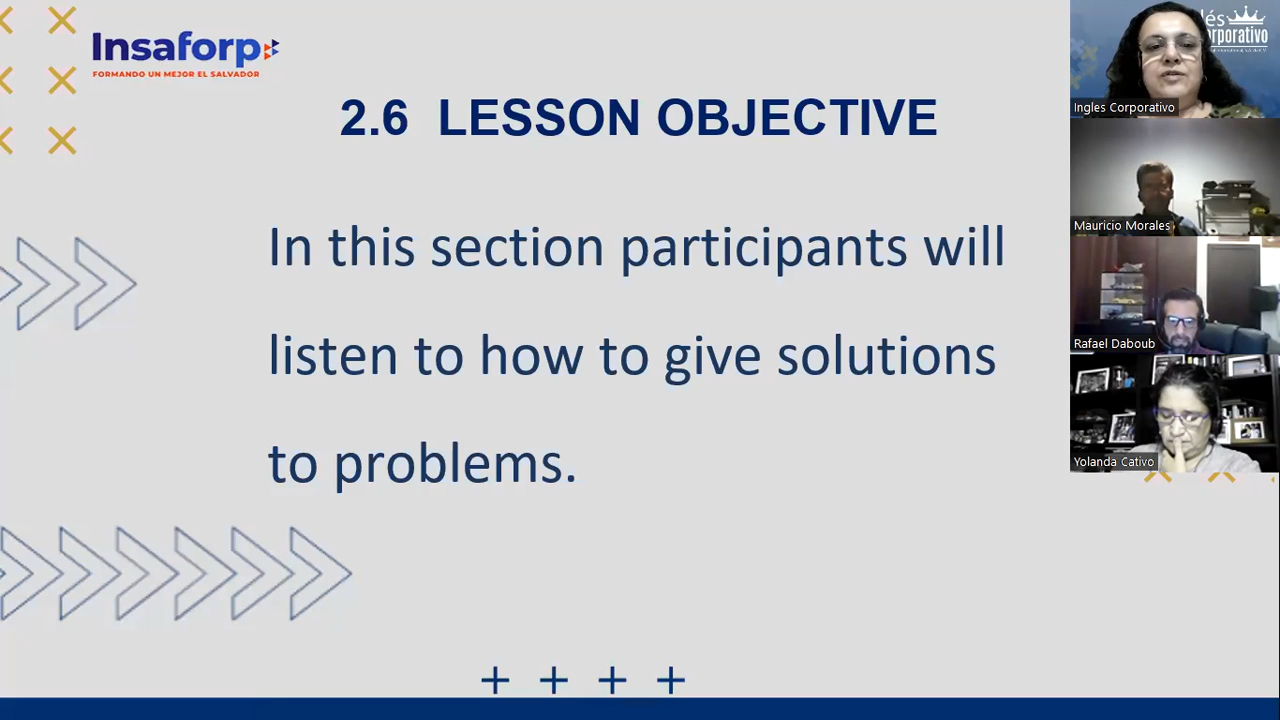 Insaforp
FORMANDO UN MEJOR EL SALVADOR
2.6 LESSON OBJECTIVE
In this section participants will
listen to how to give solutions
to problems.
Ingles Corporativo
Mauricio Morales
Rafael Daboub
Yolanda Cativo